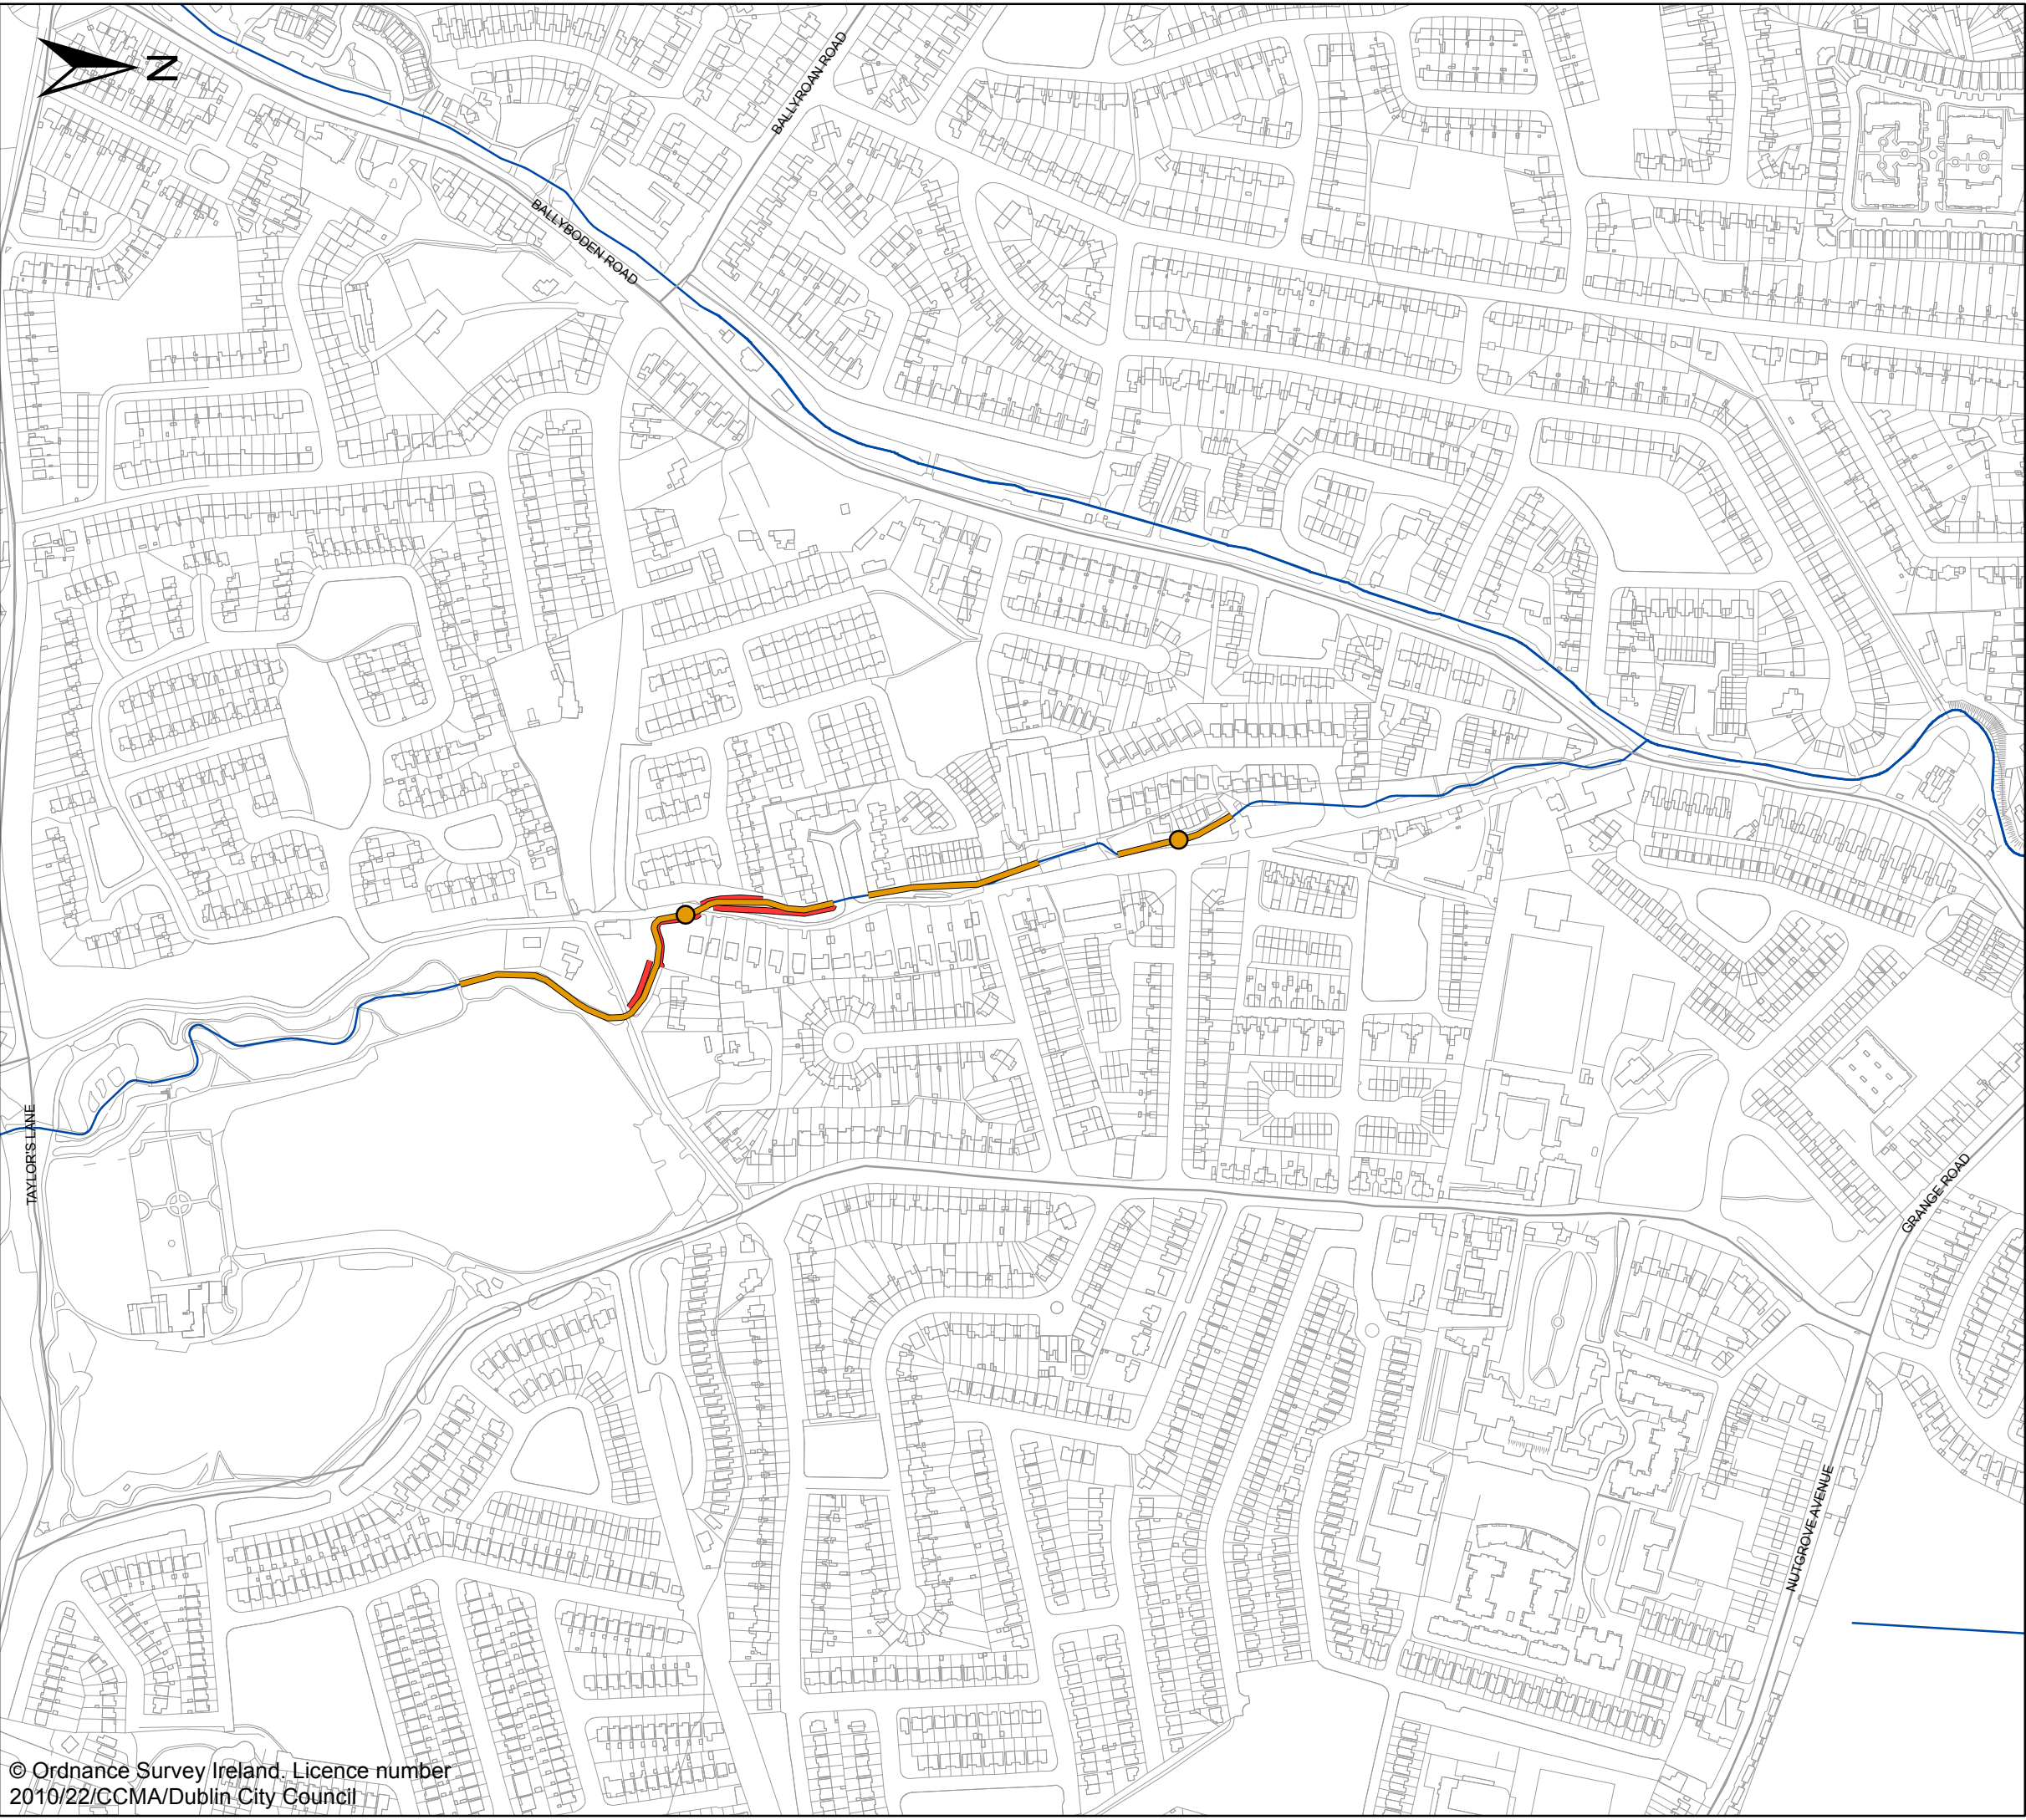 N
BALLYROAN ROAD
BALLYBODEN ROAD
TAYLOR'S LANE
GRANGE ROAD
NUTGROVE AVENUE
© Ordnance Survey Ireland. Licence number
2010/22/CCMA/Dublin City Council